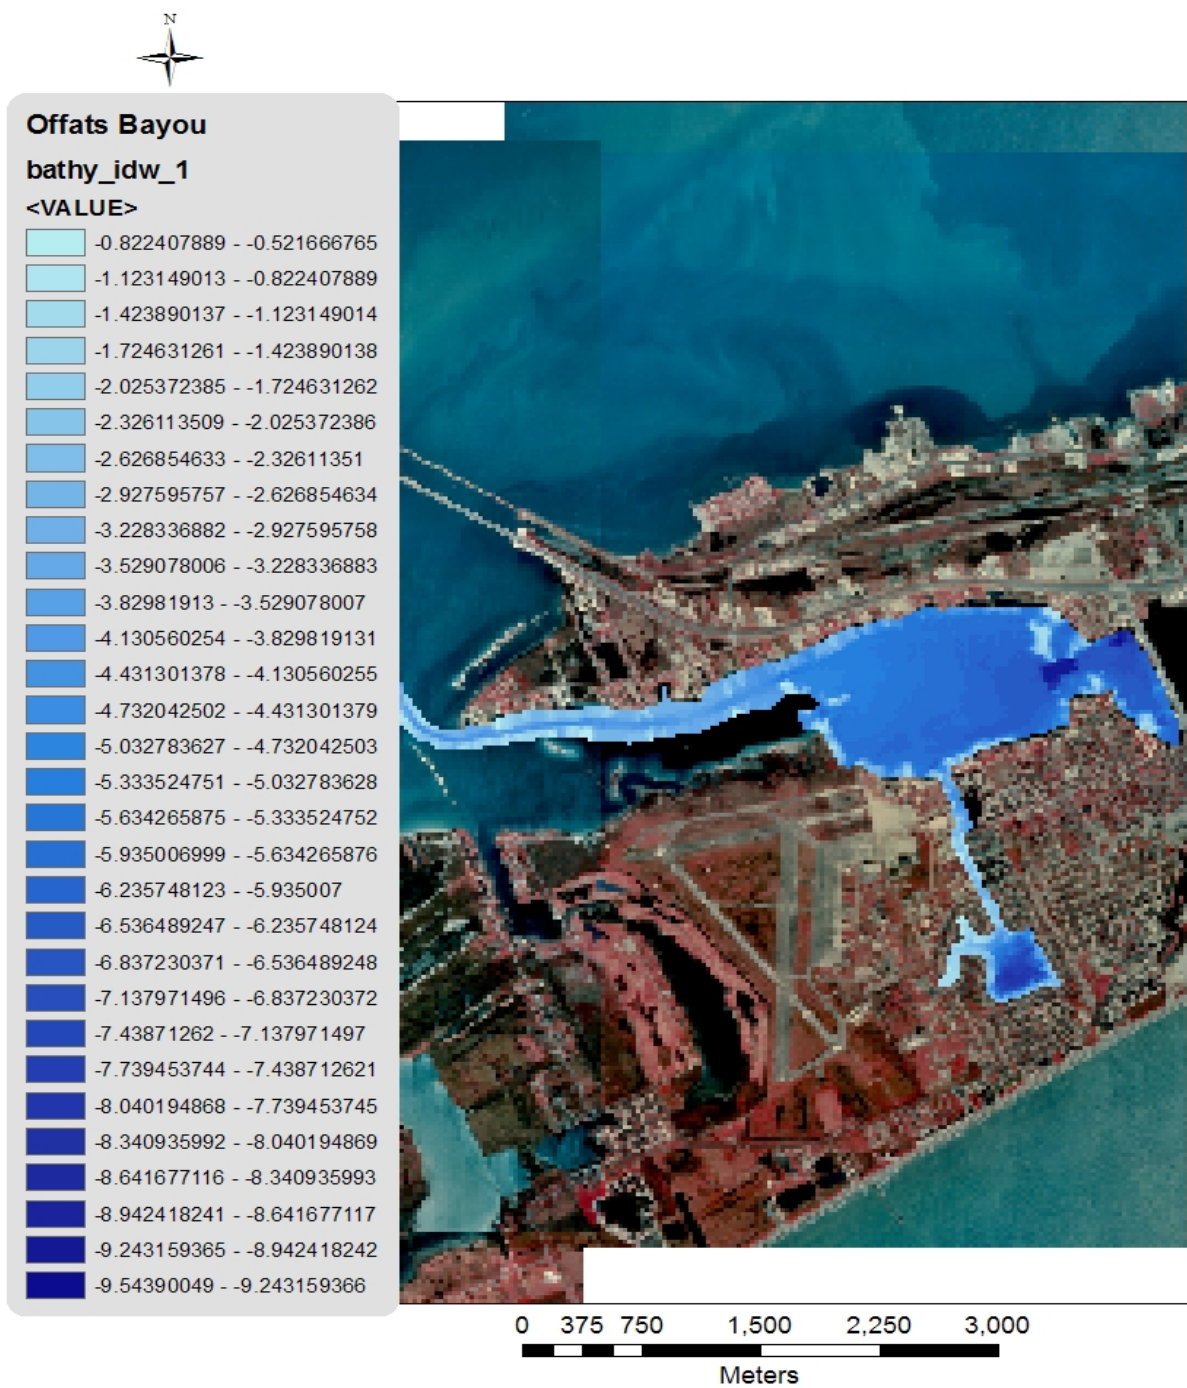 N
Offats Bayou
bathy_idw_1
<VALUE>
-0.822407889 - -0.521666765
-1.123149013 - -0.822407889
-1.423890137 - -1.123149014
-1.724631261 - -1.423890138
-2.025372385 - -1.724631262
-2.326113509 - -2.025372386
-2.626854633 - -2.32611351
-2.927595757 - -2.626854634
-3.228336882 - -2.927595758
-3.529078006 - -3.228336883
-3.82981913 - -3.529078007
-4.130560254 - -3.829819131
-4.431301378 - -4.130560255
-4.732042502 - -4.431301379
-5.032783627 - -4.732042503
-5.333524751 - -5.032783628
-5.634265875 - -5.333524752
-5.935006999 - -5.634265876
-6.235748123 - -5.935007
-6.536489247 - -6.235748124
-6.837230371 - -6.536489248
-7.137971496 - -6.837230372
-7.43871262 - -7.137971497
-7.739453744 - -7.438712621
-8.040194868 - -7.739453745
-8.340935992 - -8.040194869
-8.641677116 - -8.340935993
-8.942418241 - -8.641677117
-9.243159365 - -8.942418242
-9.54390049 - -9.243159366
0 375 750 1,500 2,250 3,000
Meters